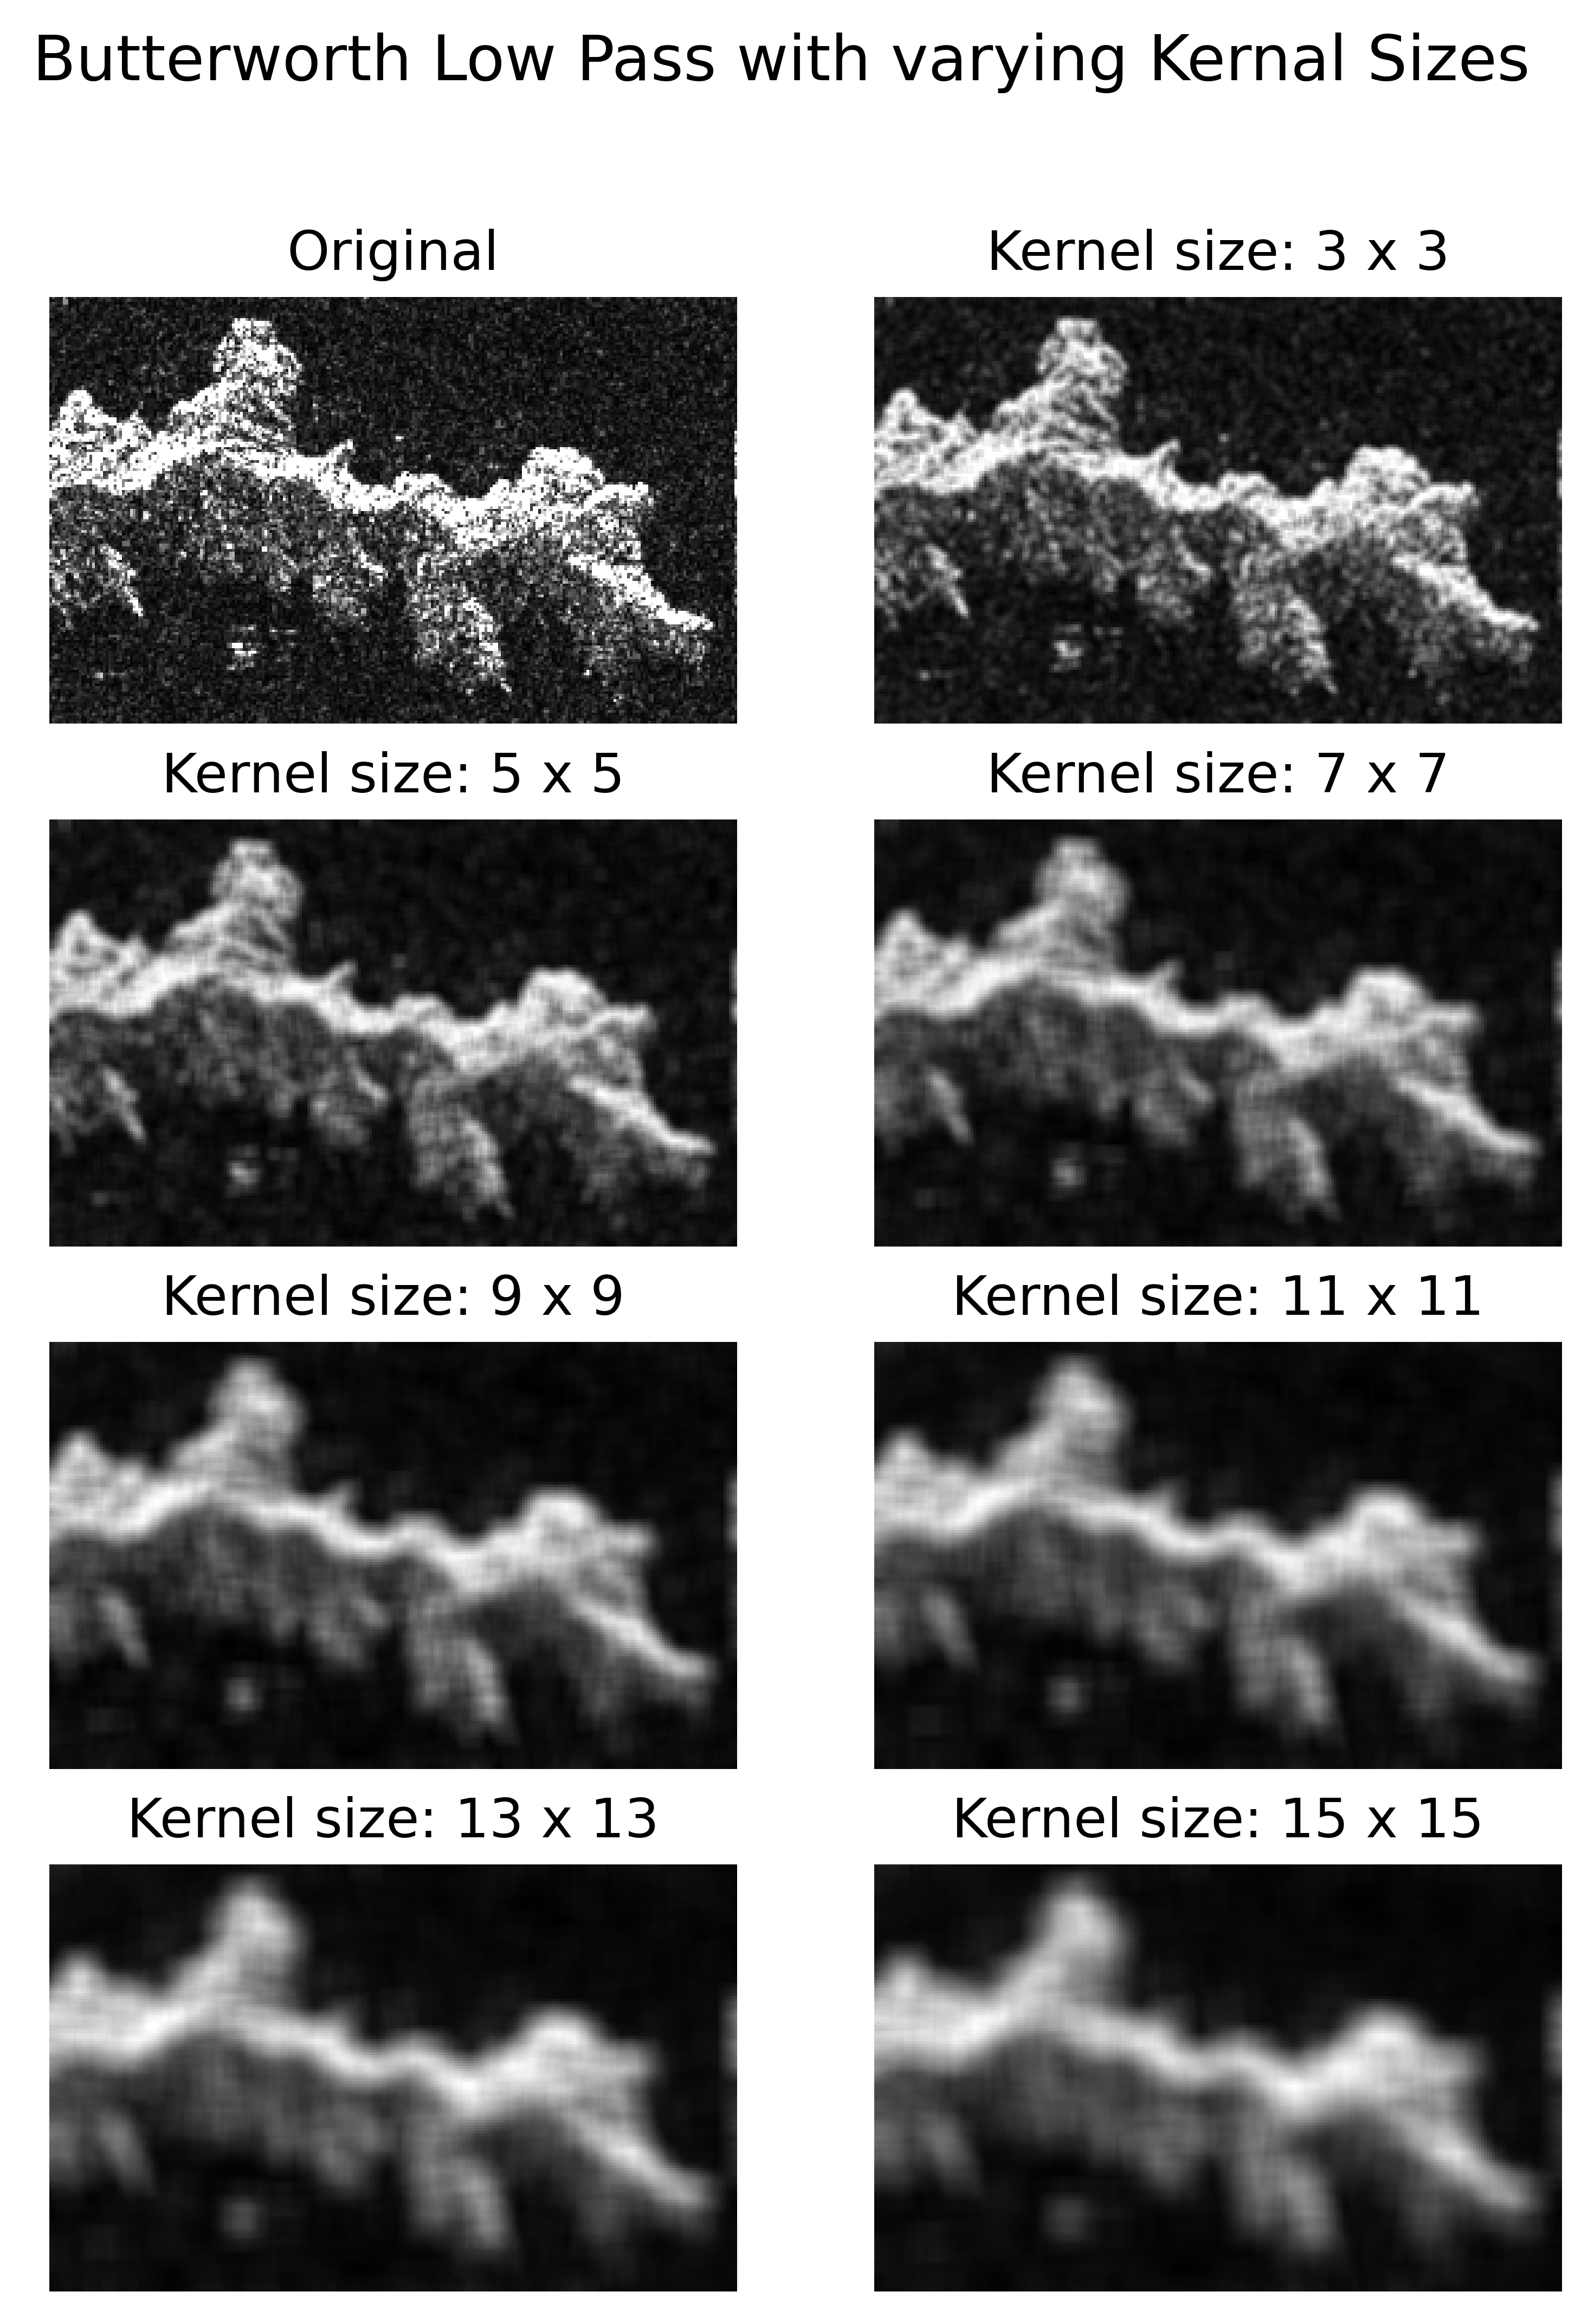 Butterworth Low Pass with varying Kernal Sizes
Original
Kernel size: 3 x 3
Kernel size: 5 x 5
Kernel size: 7 x 7
Kernel size: 9 x 9
Kernel size: 11 x 11
Kernel size: 13 x 13
Kernel size: 15 x 15